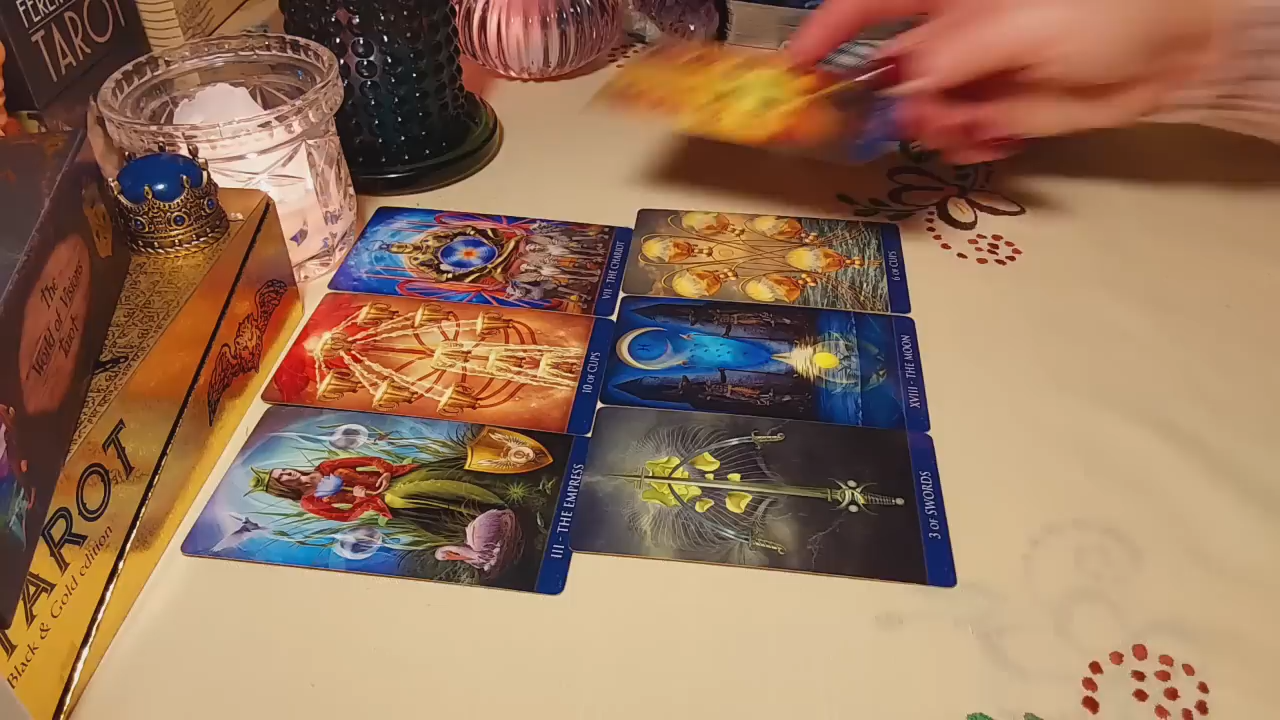 TAROT
The
World of Visions
Tarot
TAROT
Black & Gold edition
VII - THE CHARIOT
6 OF CUPS
10 OF CUPS
XVIII - THE MOON
III - THE EMPRESS
3 OF SWORDS